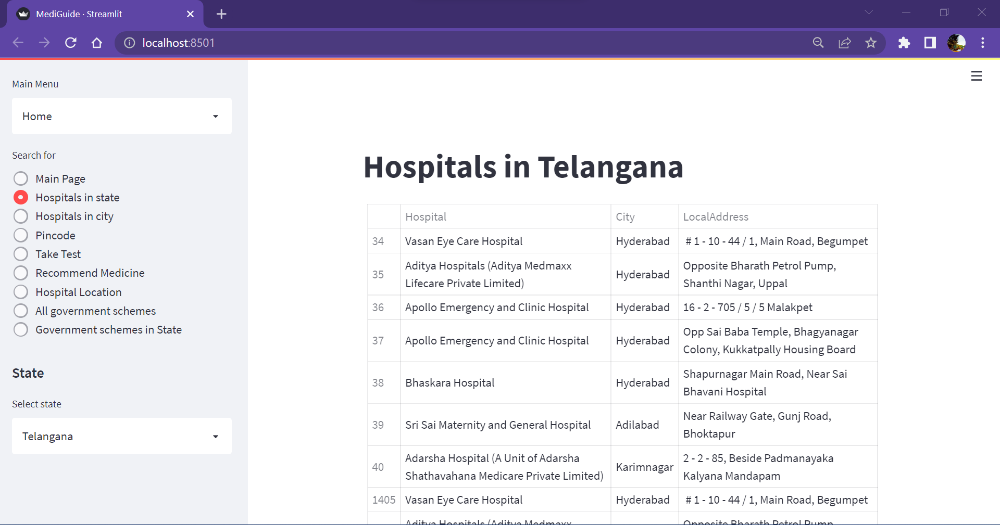 MediGuide · Streamlit
localhost:8501
Main Menu
Home
Search for
Main Page
Hospitals in state
Hospitals in city
Pincode
Take Test
Recommend Medicine
Hospital Location
All government schemes
Government schemes in State
State
Select state
Telangana
Hospitals in Telangana
Hospital City LocalAddress
34 Vasan Eye Care Hospital Hyderabad # 1 - 10 - 44 / 1, Main Road, Begumpet
35 Aditya Hospitals (Aditya Medmaxx
Lifecare Private Limited) Hyderabad Opposite Bharath Petrol Pump,
Shanthi Nagar, Uppal
36 Apollo Emergency and Clinic Hospital Hyderabad 16 - 2 - 705 / 5 / 5 Malakpet
37 Apollo Emergency and Clinic Hospital Hyderabad Opp Sai Baba Temple, Bhagyanagar
Colony, Kukkatpally Housing Board
38 Bhaskara Hospital Hyderabad Shapurnagar Main Road, Near Sai
Bhavani Hospital
39 Sri Sai Maternity and General Hospital Adilabad Near Railway Gate, Gunj Road,
Bhoktapur
40 Adarsha Hospital (A Unit of Adarsha
Shathavahana Medicare Private Limited) Karimnagar 2 - 2 - 85, Beside Padmanayaka
Kalyana Mandapam
1405 Vasan Eye Care Hospital Hyderabad # 1 - 10 - 44 / 1, Main Road, Begumpet
Aditya Hospitals (Aditya Medmaxx Opposite Bharath Petrol Pump,